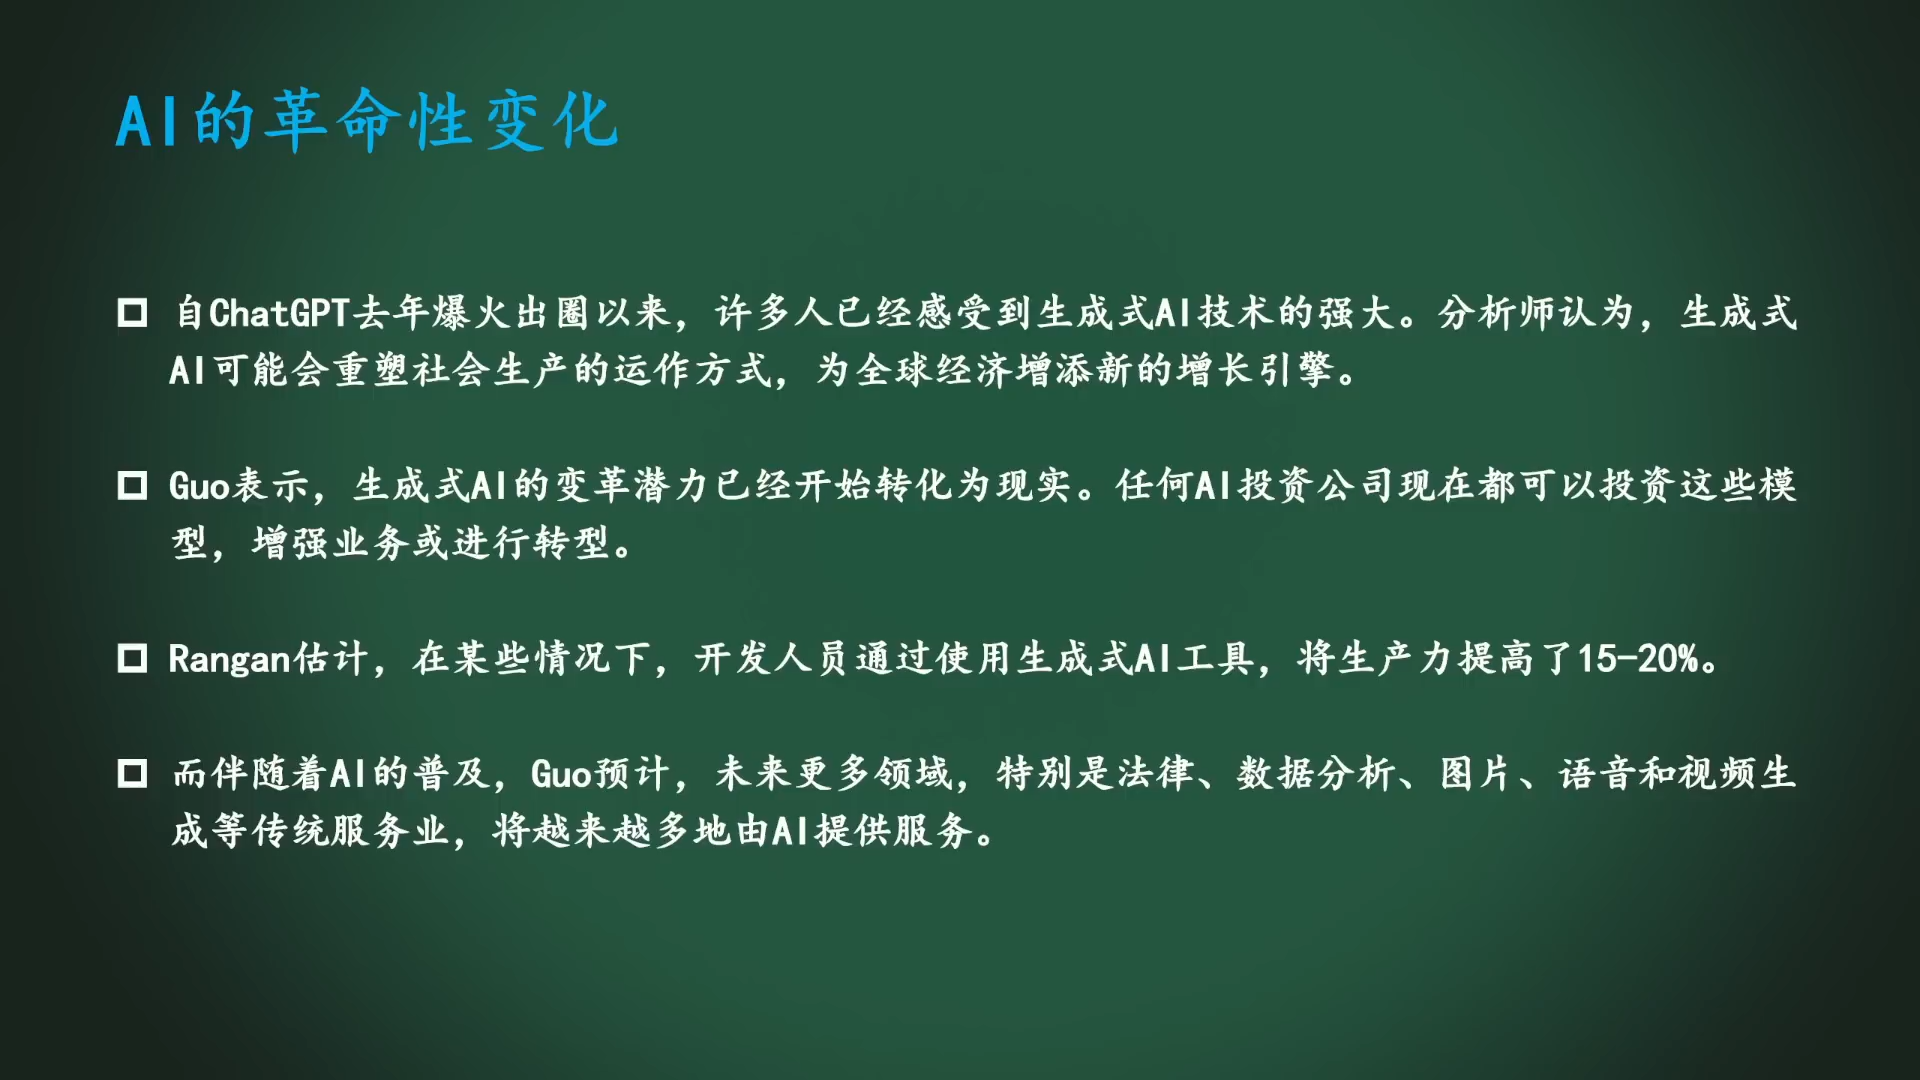 AI的革命性变化
自ChatGPT去年爆火出圈以来，许多人已经感受到生成式AI技术的强大。分析师认为，生成式
AI可能会重塑社会生产的运作方式，为全球经济增添新的增长引擎。
Guo表示，生成式AI的变革潜力已经开始转化为现实。任何AI投资公司现在都可以投资这些模
型，增强业务或进行转型。
Rangan估计，在某些情况下，开发人员通过使用生成式AI工具，将生产力提高了15-20%。
而伴随着AI的普及，Guo预计，未来更多领域，特别是法律、数据分析、图片、语音和视频生
成等传统服务业，将越来越多地由AI提供服务。